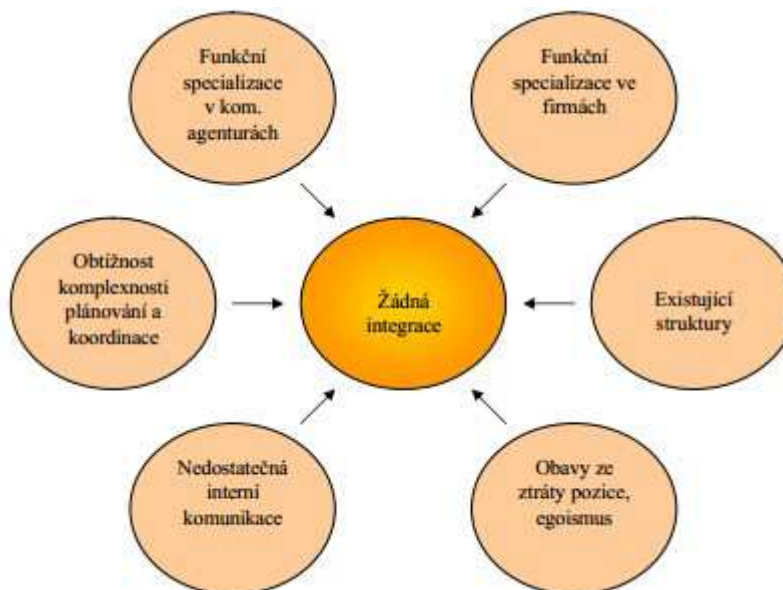 Funkční
specializace
v kom.
agenturách
Funkční
specializace ve
firmách
Obtížnost
komplexnosti
plánování a
koordinace
Žádná
integrace
Existující
struktury
Nedostatečná
interní
komunikace
Obavy ze
ztráty pozice,
egoismus